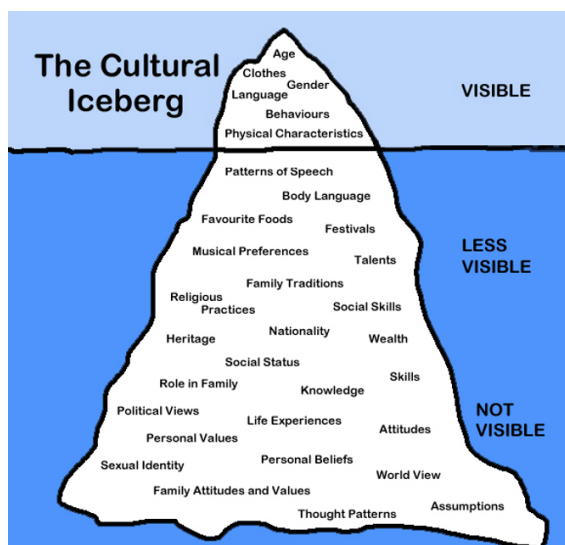 The Cultural
Iceberg
VISIBLE
Age
Clothes
Gender
Language
Behaviours
Physical Characteristics
Patterns of Speech
Body Language
Favourite Foods
Festivals
LESS
VISIBLE
Musical Preferences
Talents
Family Traditions
Religious
Practices
Social Skills
Nationality
Heritage
Wealth
Social Status
Skills
Role in Family
Knowledge
Political Views
NOT
VISIBLE
Life Experiences
Attitudes
Personal Values
Personal Beliefs
Sexual Identity
World View
Family Attitudes and Values
Assumptions
Thought Patterns